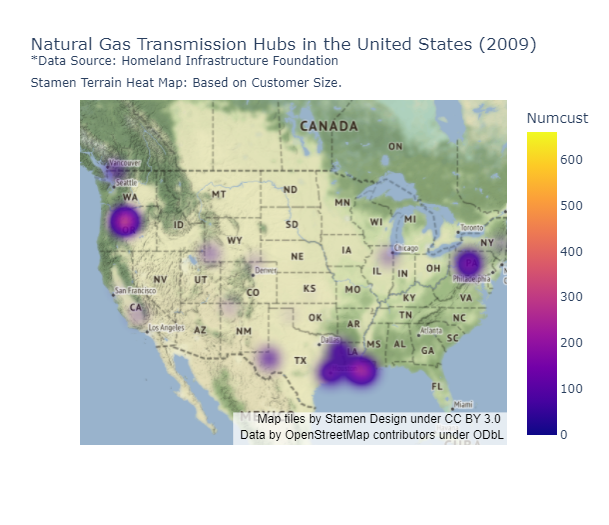 Natural Gas Transmission Hubs in the United States (2009)
*Data Source: Homeland Infrastructure Foundation
Stamen Terrain Heat Map: Based on Customer Size.
Numcust
CANADA
ON
600
Vancouver
Seattle
WA
MT
ND
MN
WI
MI
Toronto
NY
500
OR
ID
WY
SD
IA
Chicago
NE
IL
IN
OH
PA
Philadelphia
400
NV
UT
Denver
CO
KS
MO
KY
VA
San Francisco
CA
OK
TN
NC
300
Los Angeles
AZ
NM
AR
Atlanta
SC
Dallas
MS
AL
GA
200
TX
LA
FL
100
Miami
Map tiles by Stamen Design under CC BY 3.0
Data by OpenStreetMap contributors under ODbL
0